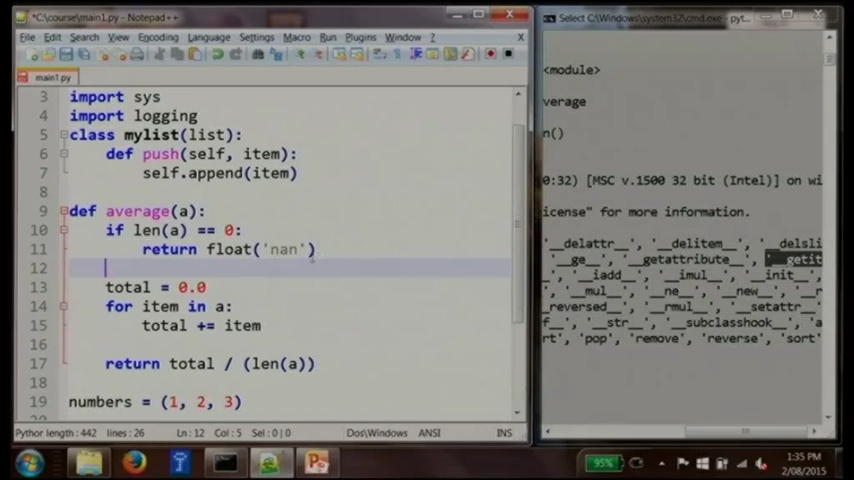 *C:\course\main1.py - Notepad++
File Edit Search View Encoding Language Settings Macro Run Plugins Window ? X
main1.py
3 import sys
4 import logging
5 class mylist(list):
6 def push(self, item):
7 self.append(item)
8
9 def average(a):
10 if len(a) == 0:
11 return float('nan')
12
13 total = 0.0
14 for item in a:
15 total += item
16
17 return total / (len(a))
18
19 numbers = (1, 2, 3)
Python length : 442 lines : 26 Ln : 12 Col : 5 Sel : 0 | 0 Dos\Windows ANSI INS
Select C:\Windows\system32\cmd.exe - pyt...
<module>
verage
n()
0:32) [MSC v.1500 32 bit (Intel)] on wi
icense" for more information.
'__delattr__', '__delitem__', '__delsli
'__ge__', '__getattribute__', '__getit
'__iadd__', '__imul__', '__init__',
'__mul__', '__ne__', '__new__', '__r
_reversed__', '__rmul__', '__setattr__'
f__', '__str__', '__subclasshook__', 'a
rt', 'pop', 'remove', 'reverse', 'sort'
95%
1:35 PM
2/08/2015